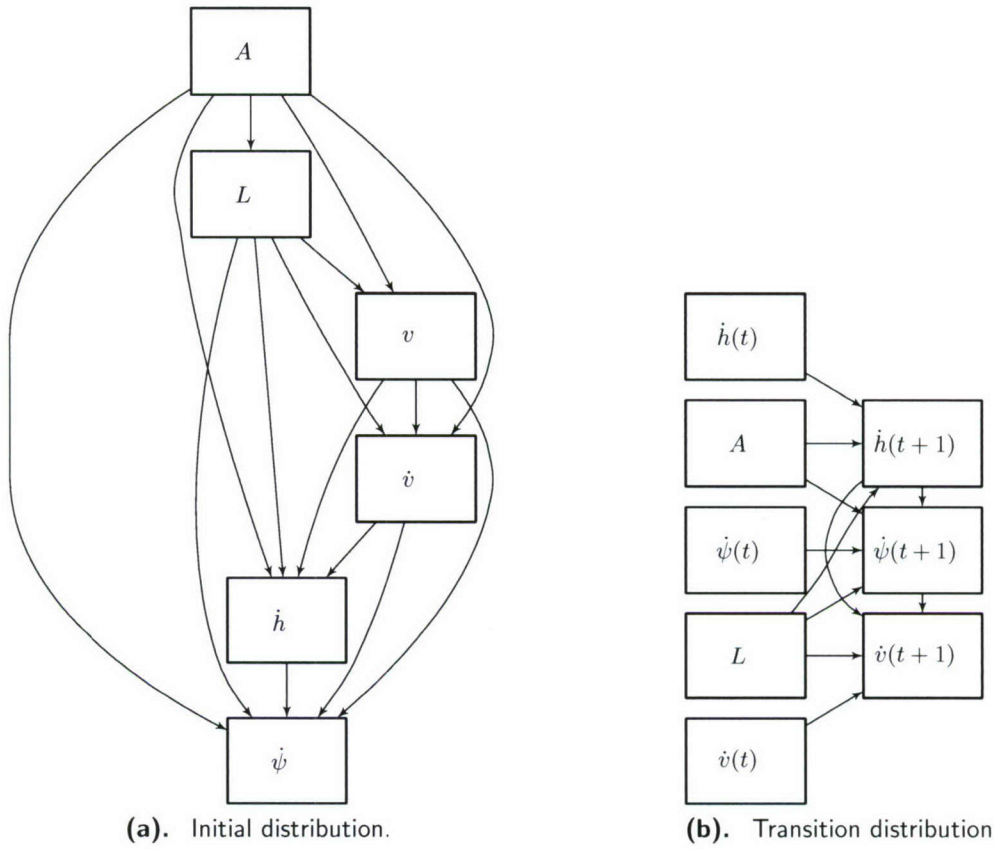 A
L
v
v̇
ḣ
ψ̇
(a). Initial distribution.
ḣ(t)
A
ψ̇(t)
L
v̇(t)
ḣ(t + 1)
ψ̇(t + 1)
v̇(t + 1)
(b). Transition distribution